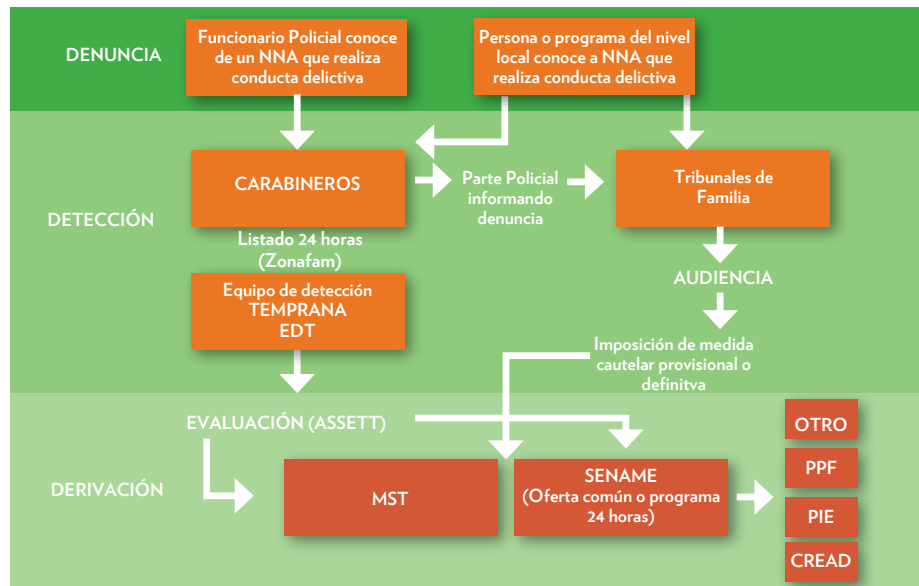 DENUNCIA
Funcionario Policial conoce
de un NNA que realiza
conducta delictiva
Persona o programa del nivel
local conoce a NNA que
realiza conducta delictiva
DETECCIÓN
CARABINEROS
Parte Policial
informando
denuncia
Tribunales de
Familia
Listado 24 horas
(Zonafam)
AUDIENCIA
Equipo de detección
TEMPRANA
EDT
Imposición de medida
cautelar provisional o
definitva
DERIVACIÓN
EVALUACIÓN (ASSETT)
MST
SENAME
(Oferta común o programa
24 horas)
OTRO
PPF
PIE
CREAD